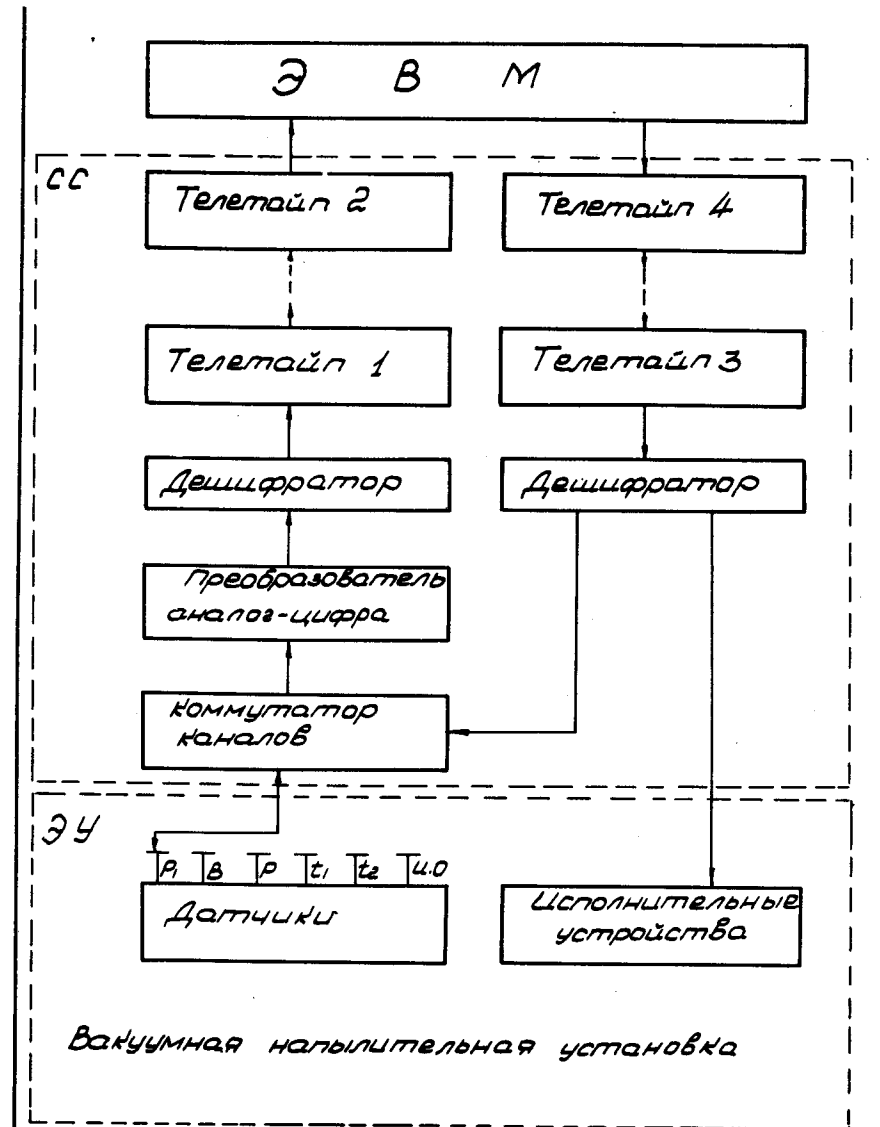 ЭВМ
СС
Телетайп 2
Телетайп 4
Телетайп 1
Телетайп 3
Дешифратор
Дешифратор
Преобразователь
аналог-цифра
Коммутатор
каналов
ЭУ
P₁ B P t₁ t₂ И.О
Датчики
Исполнительные
устройства
Вакуумная напылительная установка